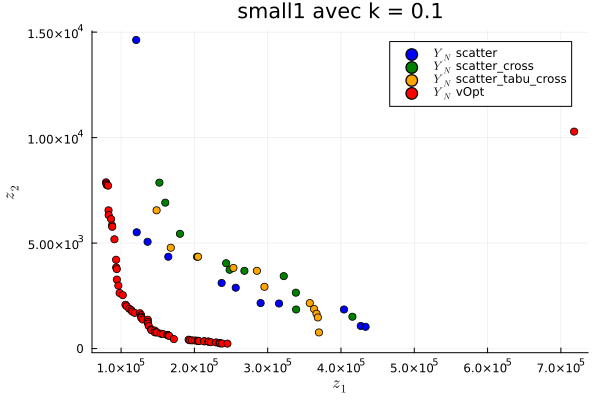 small1 avec k = 0.1
1.50×10⁴
1.00×10⁴
5.00×10³
0
z₂
Y_N scatter
Y_N scatter_cross
Y_N scatter_tabu_cross
Y_N vOpt
1.0×10⁵ 2.0×10⁵ 3.0×10⁵ 4.0×10⁵ 5.0×10⁵ 6.0×10⁵ 7.0×10⁵
z₁